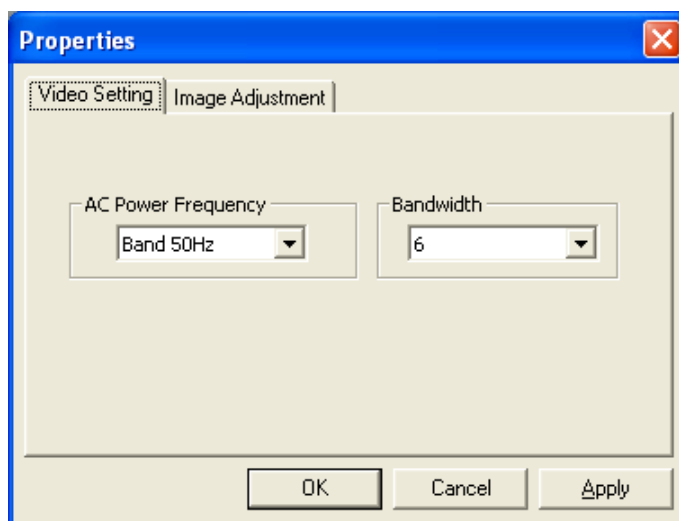 Properties
Video Setting Image Adjustment
AC Power Frequency Bandwidth
Band 50Hz 6
OK Cancel Apply